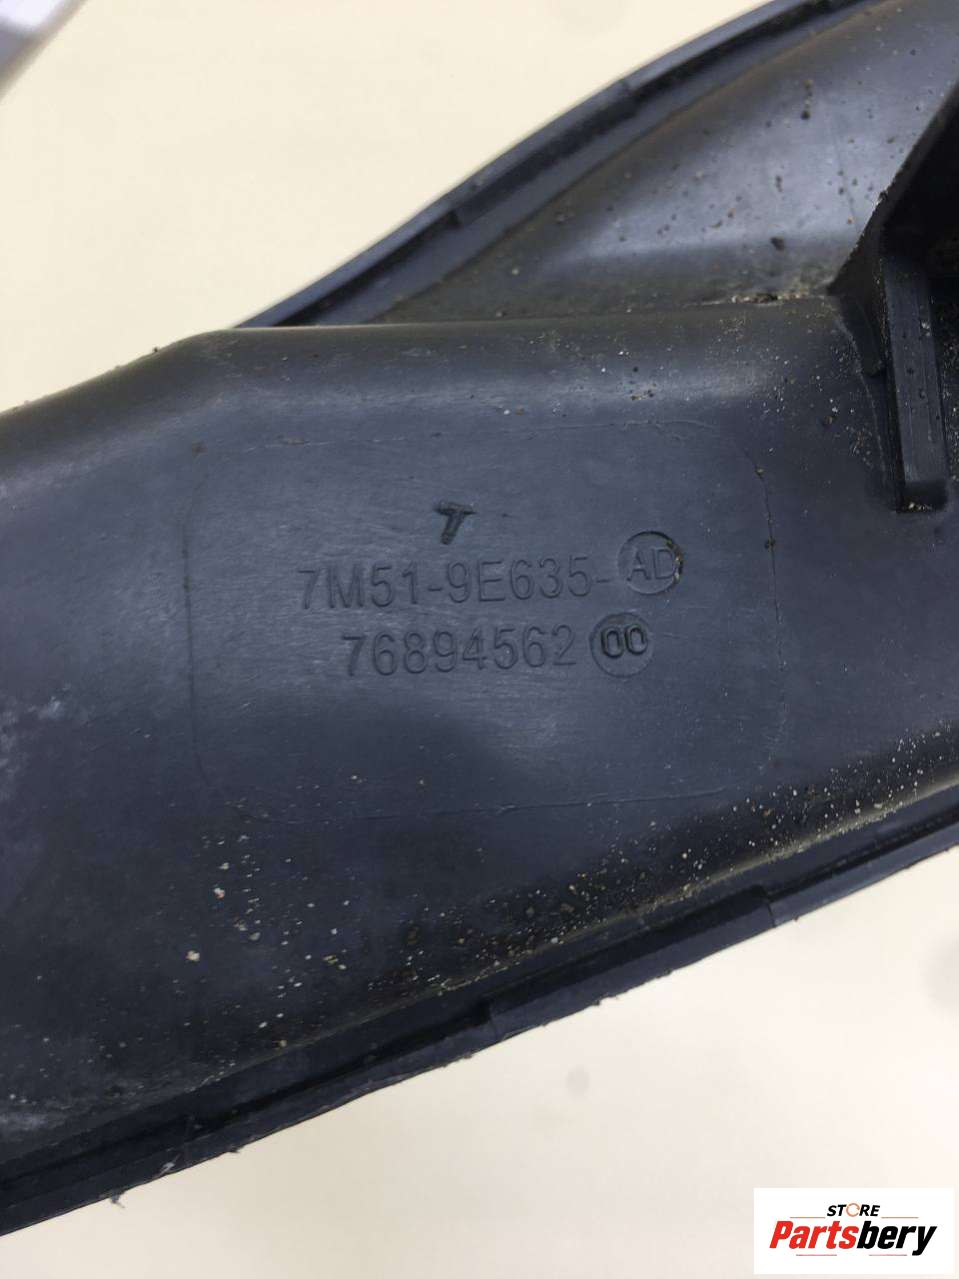 T
7M51-9E635- AD
76894562 00
STORE
Partsbery